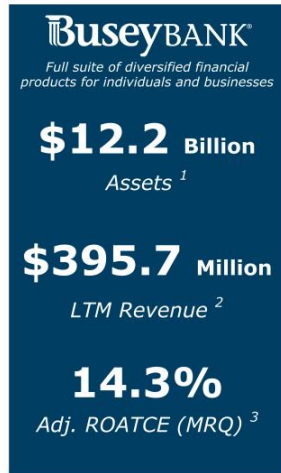 BUSEYBANK®
Full suite of diversified financial
products for individuals and businesses
$12.2 Billion
Assets 1
$395.7 Million
LTM Revenue 2
14.3%
Adj. ROATCE (MRQ) 3